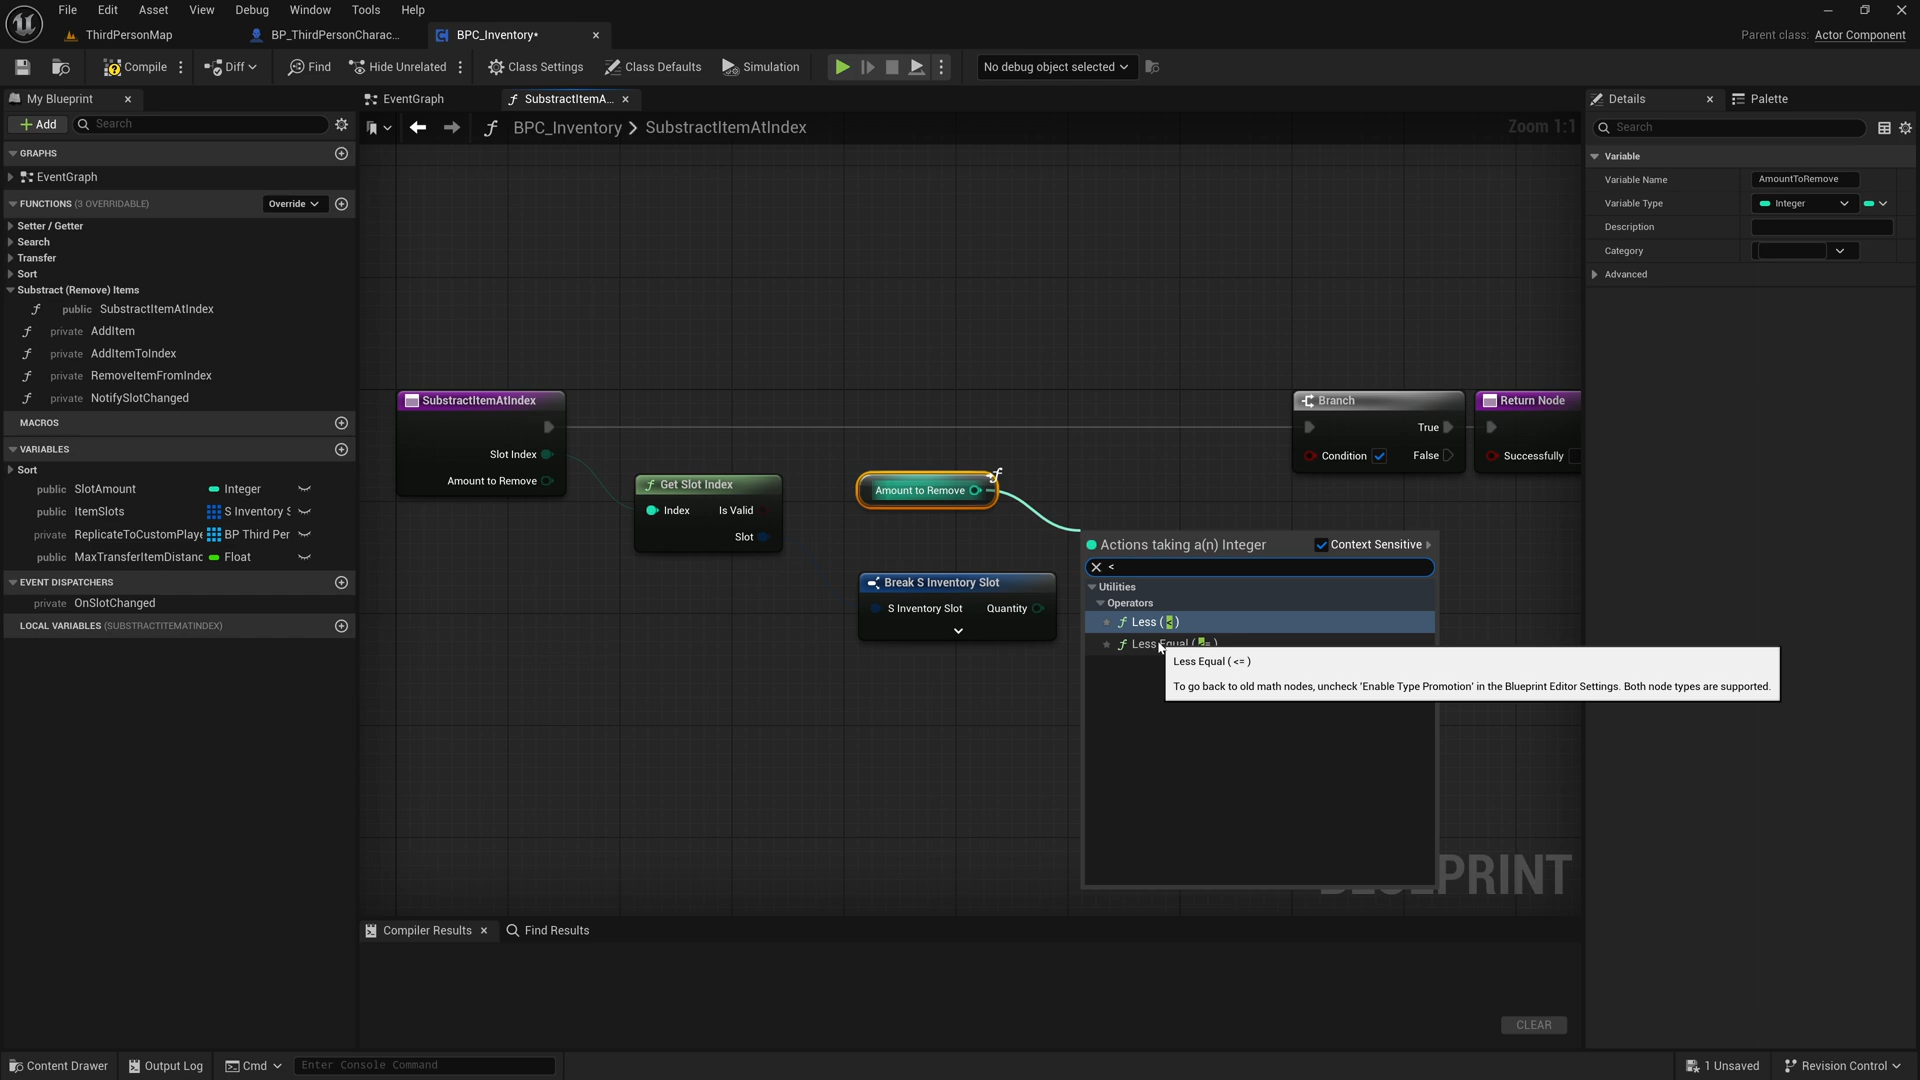 File Edit Asset View Debug Window Tools Help
ThirdPersonMap BP_ThirdPersonCharac... BPC_Inventory* Parent class: Actor Component
Compile Diff Find Hide Unrelated Class Settings Class Defaults Simulation No debug object selected
My Blueprint EventGraph SubstractItemA... Details Palette
Add Search BPC_Inventory > SubstractItemAtIndex Zoom 1:1 Search
GRAPHS Variable
EventGraph Variable Name AmountToRemove
FUNCTIONS (3 OVERRIDABLE) Override Variable Type Integer
Setter / Getter Description
Search Category
Transfer
Sort Advanced
Substract (Remove) Items
public SubstractItemAtIndex
private AddItem
private AddItemToIndex
private RemoveItemFromIndex
private NotifySlotChanged
MACROS
VARIABLES
Sort
public SlotAmount Integer
public ItemSlots S Inventory S
private ReplicateToCustomPlaye BP Third Per
public MaxTransferItemDistanc Float
EVENT DISPATCHERS
private OnSlotChanged
LOCAL VARIABLES (SUBSTRACTITEMATINDEX)
SubstractItemAtIndex
Slot Index
Amount to Remove
Get Slot Index
Index Is Valid
Slot
Amount to Remove
Break S Inventory Slot
S Inventory Slot Quantity
Branch
True
Condition False
Return Node
Successfully
Actions taking a(n) Integer Context Sensitive
<
Utilities
Operators
Less (<)
Less Equal (<=)
Less Equal ( <= )
To go back to old math nodes, uncheck 'Enable Type Promotion' in the Blueprint Editor Settings. Both node types are supported.
PRINT
Compiler Results Find Results
CLEAR
Content Drawer Output Log Cmd Enter Console Command 1 Unsaved Revision Control